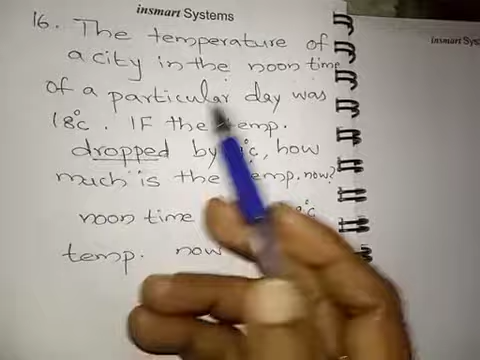 insmart Systems
insmart Sys
16. The temperature of
a city in the noon time
of a particular day was
18°c. IF the temp.
dropped by °c, how
much is the temp. now?
noon time °c
temp. now